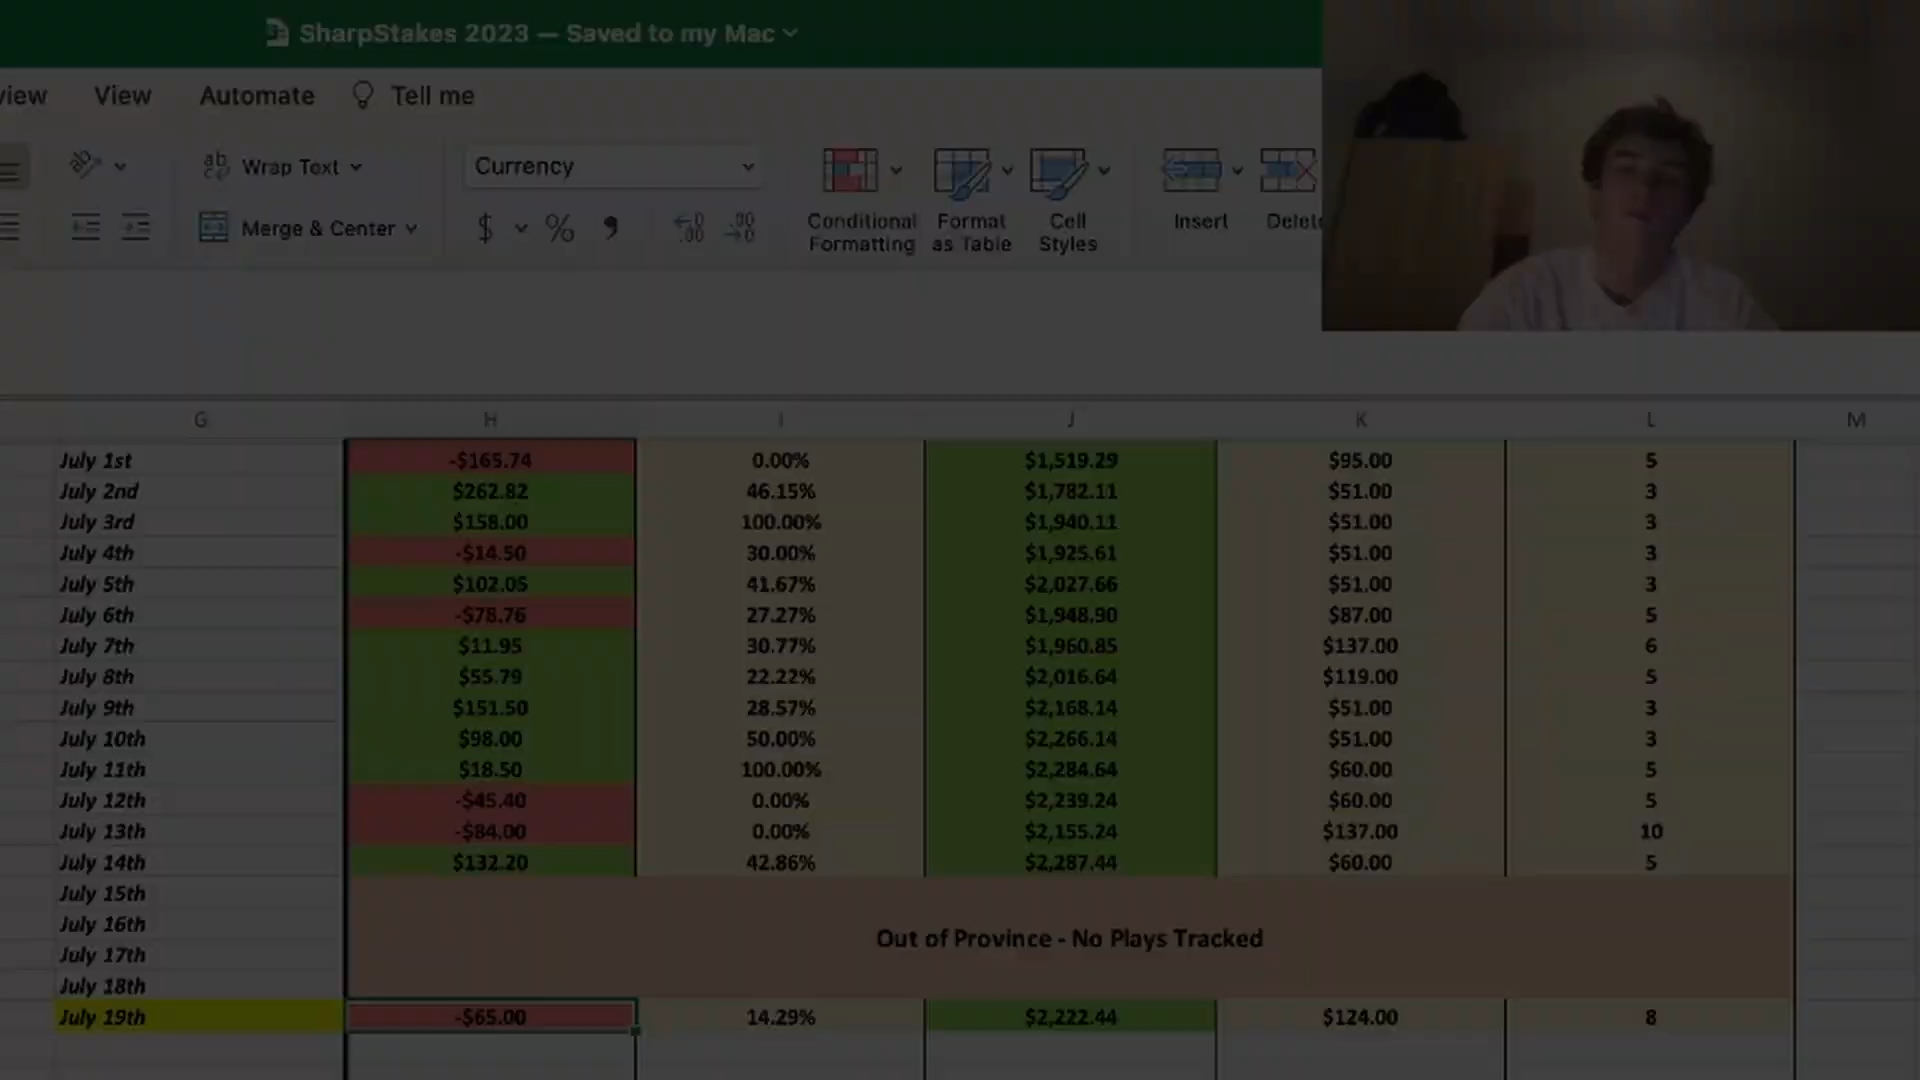 SharpStakes 2023 — Saved to my Mac
view View Automate Tell me
ab Wrap Text Currency
Merge & Center $ % 9 .00 .00
Conditional Formatting Format as Table Cell Styles Insert Delete
G H I J K L M
July 1st -$165.74 0.00% $1,519.29 $95.00 5
July 2nd $262.82 46.15% $1,782.11 $51.00 3
July 3rd $158.00 100.00% $1,940.11 $51.00 3
July 4th -$14.50 30.00% $1,925.61 $51.00 3
July 5th $102.05 41.67% $2,027.66 $51.00 3
July 6th -$78.76 27.27% $1,948.90 $87.00 5
July 7th $11.95 30.77% $1,960.85 $137.00 6
July 8th $55.79 22.22% $2,016.64 $119.00 5
July 9th $151.50 28.57% $2,168.14 $51.00 3
July 10th $98.00 50.00% $2,266.14 $51.00 3
July 11th $18.50 100.00% $2,284.64 $60.00 5
July 12th -$45.40 0.00% $2,239.24 $60.00 5
July 13th -$84.00 0.00% $2,155.24 $137.00 10
July 14th $132.20 42.86% $2,287.44 $60.00 5
July 15th
July 16th
Out of Province - No Plays Tracked
July 17th
July 18th
July 19th -$65.00 14.29% $2,222.44 $124.00 8